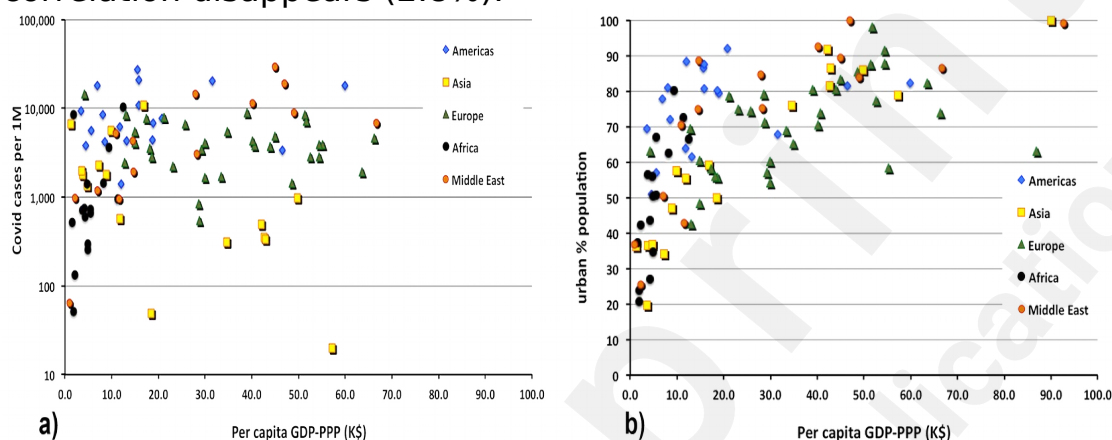 correlation disappears (1.8%).
100,000
10,000
1,000
100
10
0.0 10.0 20.0 30.0 40.0 50.0 60.0 70.0 80.0 90.0 100.0
Covid cases per 1M
Per capita GDP-PPP (K$)
a)
Americas
Asia
Europe
Africa
Middle East
100
90
80
70
60
50
40
30
20
10
0
0.0 10.0 20.0 30.0 40.0 50.0 60.0 70.0 80.0 90.0 100.0
urban % population
Per capita GDP-PPP (K$)
b)
Americas
Asia
Europe
Africa
Middle East